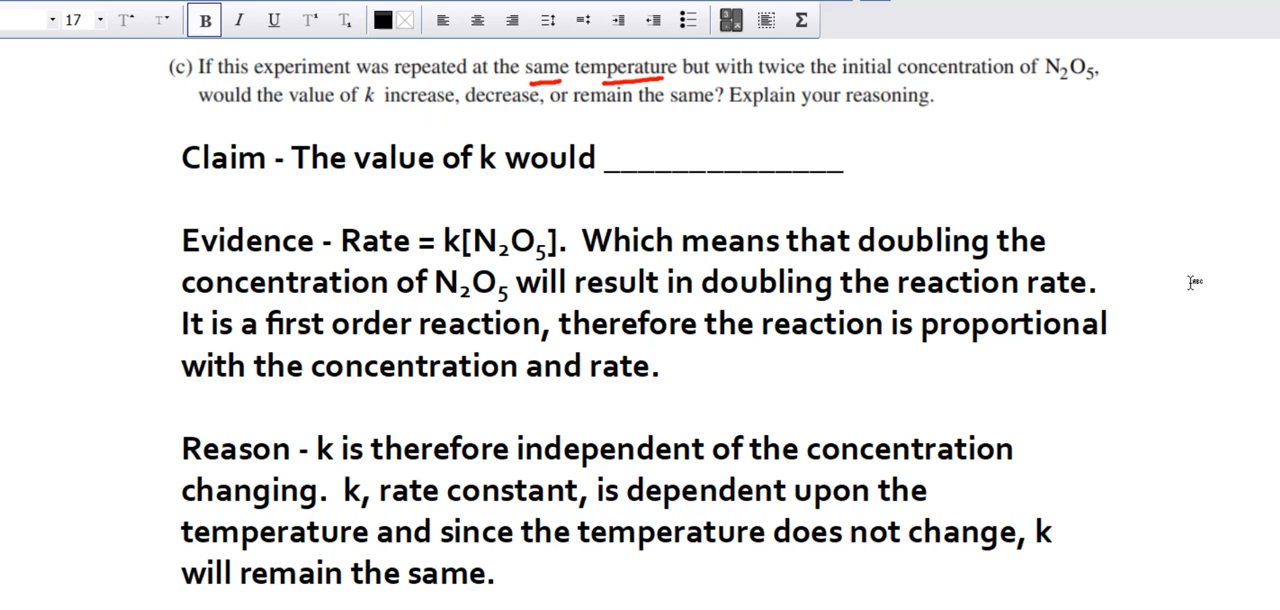 17 B I U T¹ T₁ Σ
(c) If this experiment was repeated at the same temperature but with twice the initial concentration of N₂O₅,
would the value of k increase, decrease, or remain the same? Explain your reasoning.
Claim - The value of k would ______________
Evidence - Rate = k[N₂O₅]. Which means that doubling the
concentration of N₂O₅ will result in doubling the reaction rate.
It is a first order reaction, therefore the reaction is proportional
with the concentration and rate.
Reason - k is therefore independent of the concentration
changing. k, rate constant, is dependent upon the
temperature and since the temperature does not change, k
will remain the same.